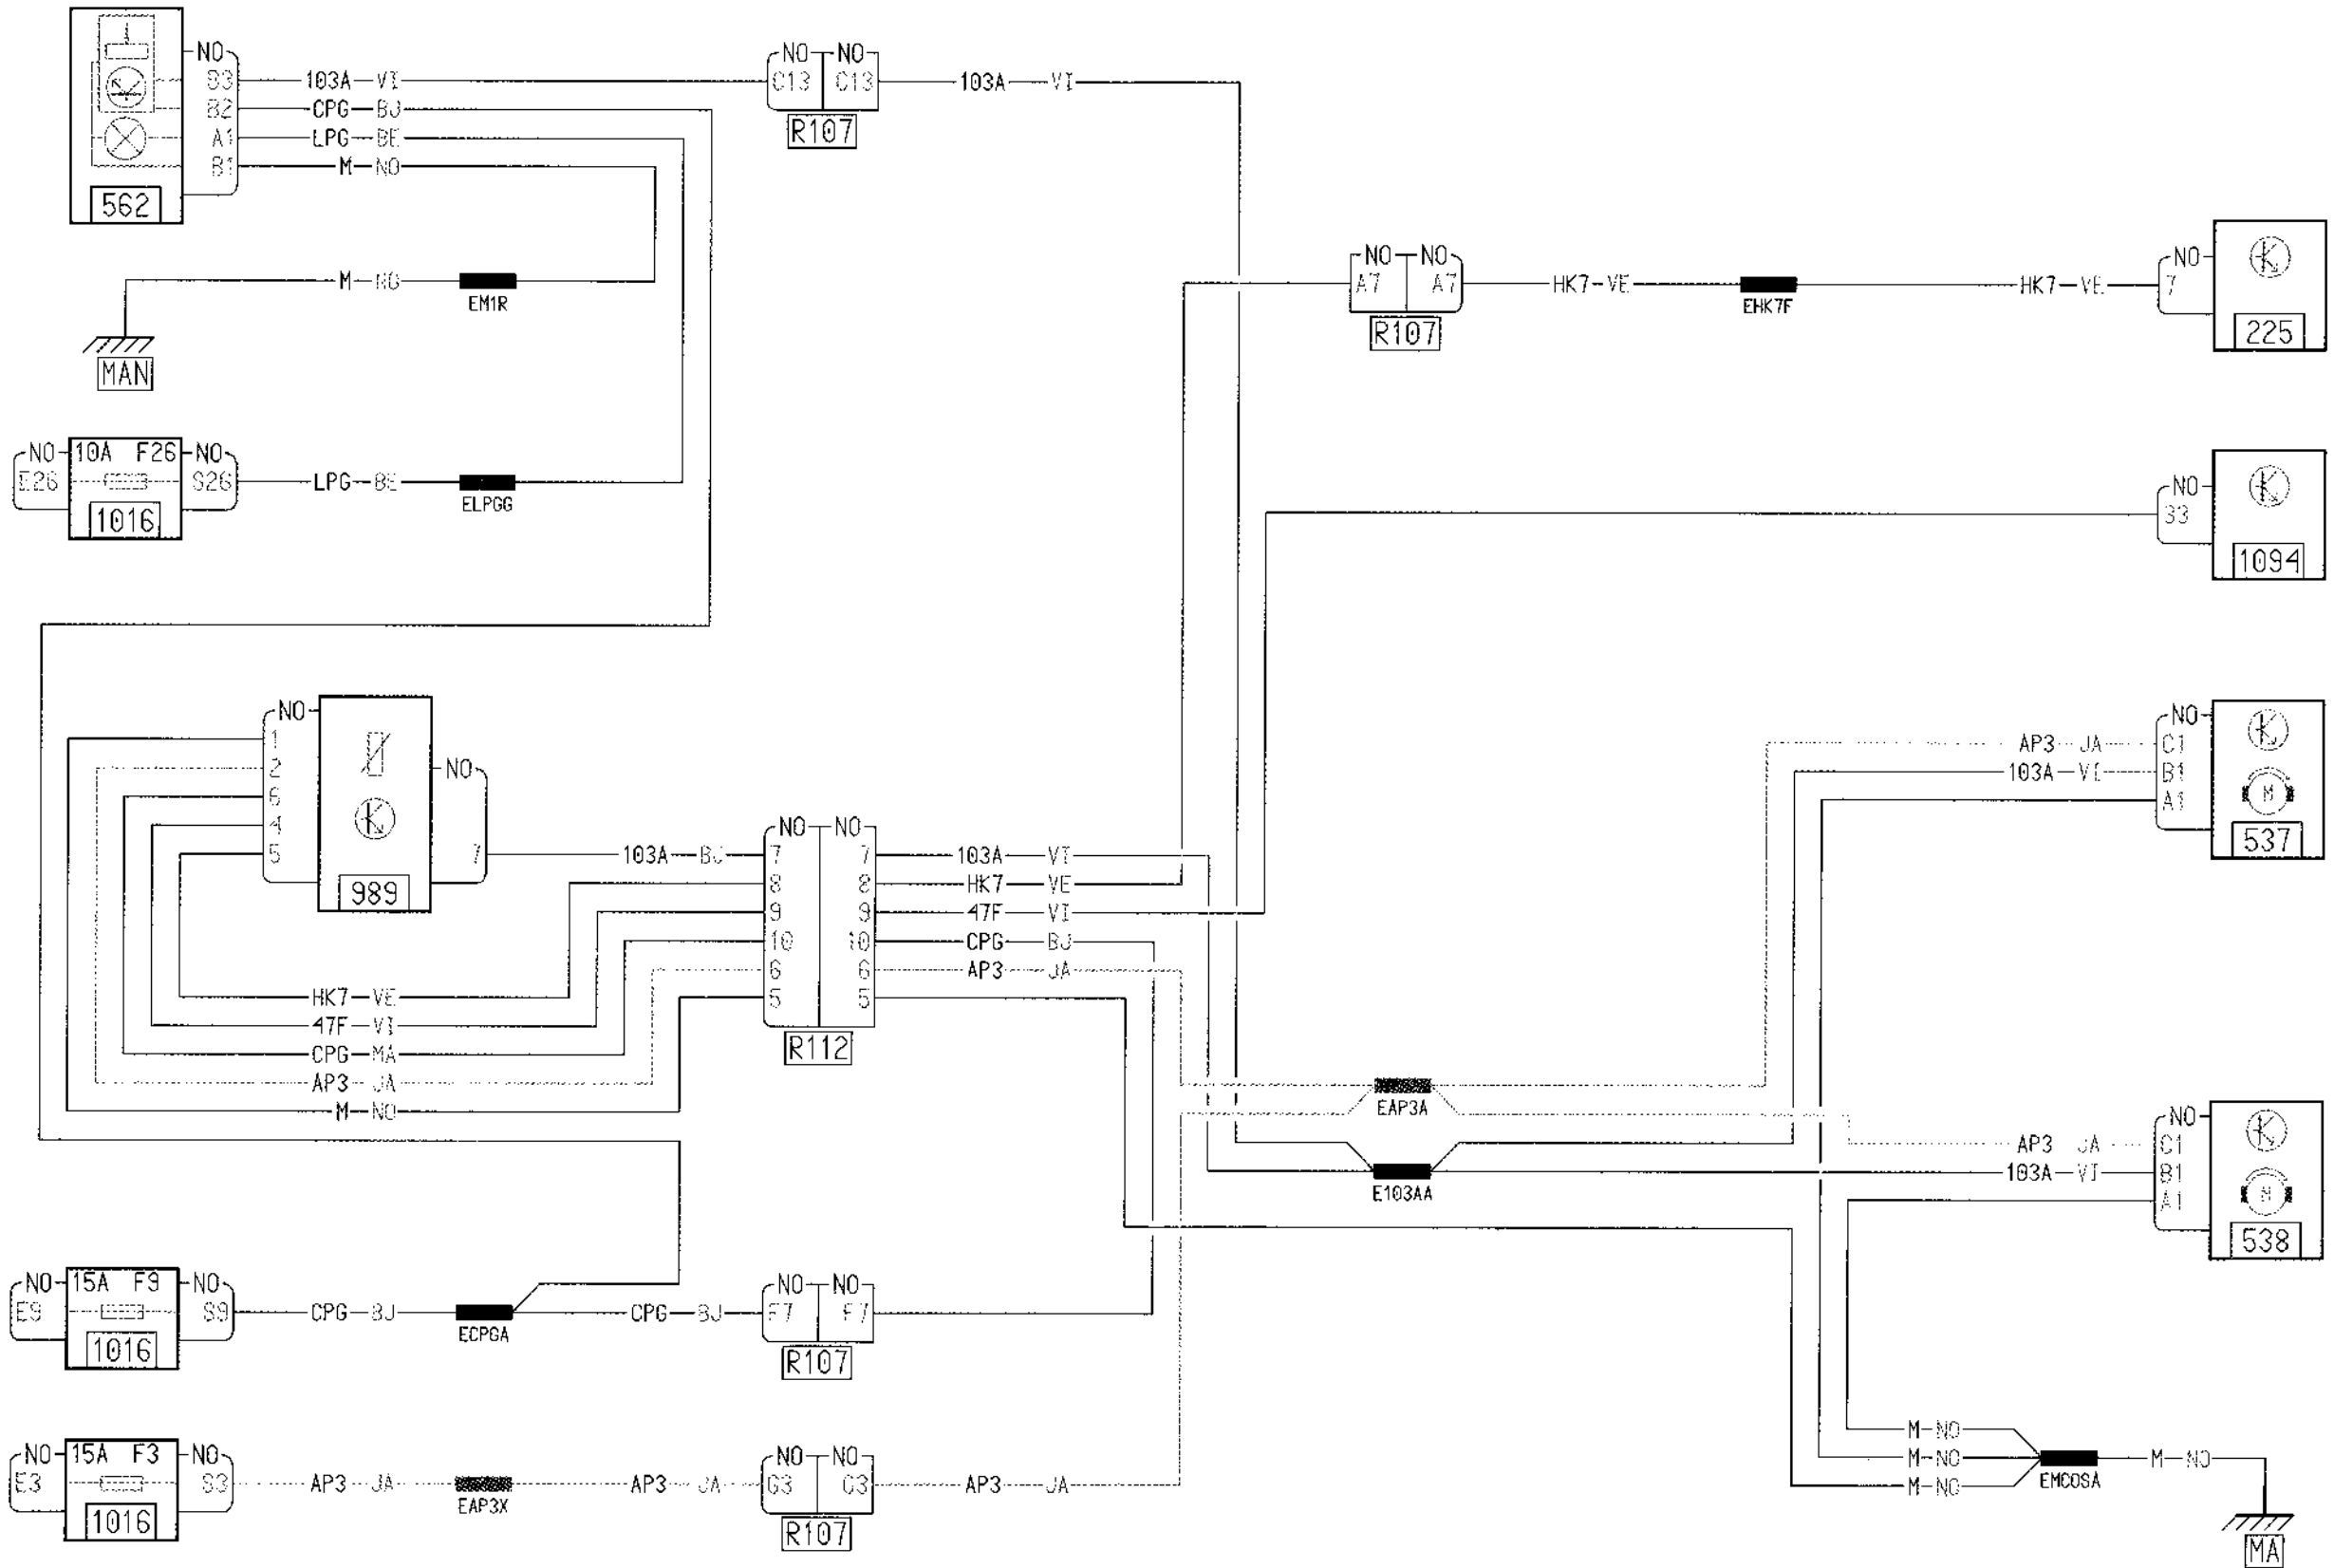 NO
B3 103A VI
B2 CPG BJ
A1 LPG BE
B1 M NO
562
NO NO
C13 C13
R107
103A VI
M NO
EM1R
MAN
NO NO
A7 A7
R107
HK7 VE
EHK7F
HK7 VE
NO
7
225
NO 10A F26 NO
E26 S26
1016
LPG BE
ELPGG
NO
1094
NO
1
2
6
4
5
989
NO
7
103A BJ
HK7 VE
47F VI
CPG MA
AP3 JA
M NO
NO NO
7 7 103A VI
8 8 HK7 VE
9 9 47F VI
10 10 CPG BJ
6 6 AP3 JA
5 5
R112
NO
AP3 JA C1
103A VI B1
A1
537
EAP3A
E103AA
NO
AP3 JA C1
103A VI B1
A1
538
NO 15A F9 NO
E9 S9
1016
CPG BJ
ECPGA
CPG BJ
NO NO
F7 F7
R107
NO 15A F3 NO
E3 S3
1016
AP3 JA
EAP3X
AP3 JA
NO NO
G3 G3
R107
AP3 JA
M NO
M NO
M NO
EMCOSA
M NO
MA